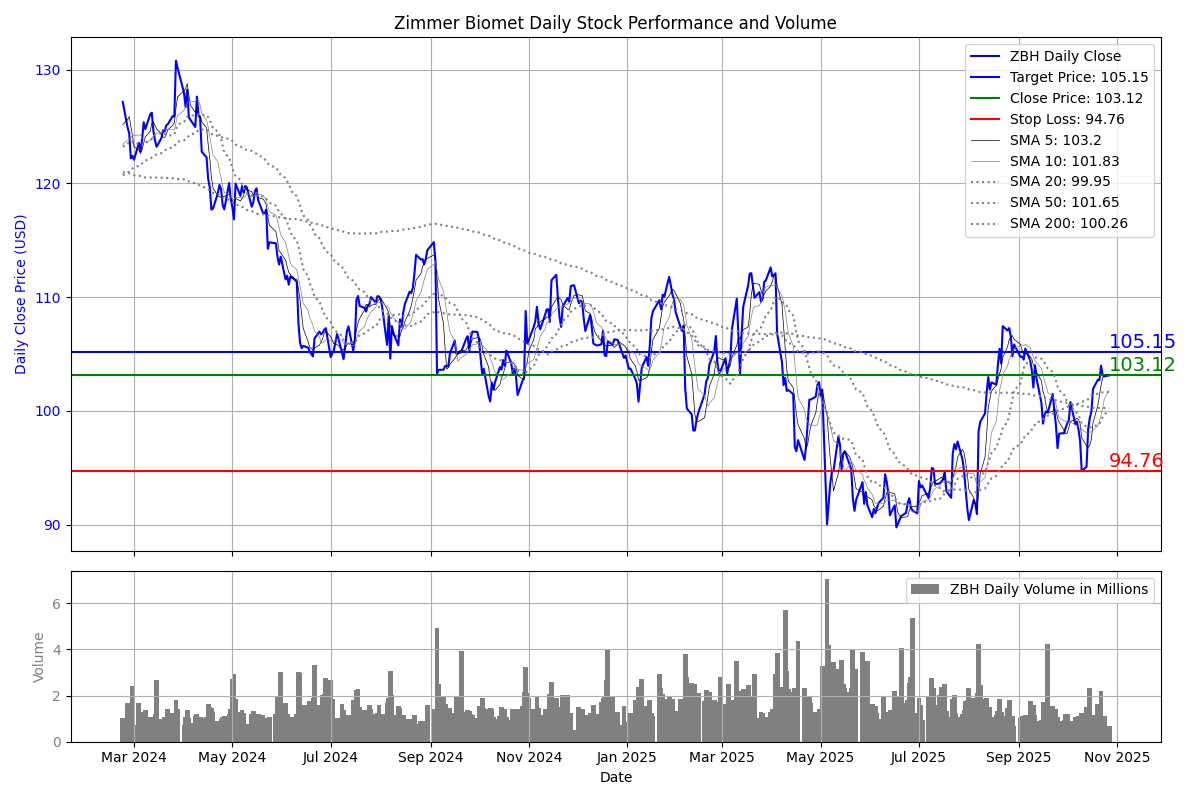 Zimmer Biomet Daily Stock Performance and Volume
Daily Close Price (USD)
130
120
110
100
90
ZBH Daily Close
Target Price: 105.15
Close Price: 103.12
Stop Loss: 94.76
SMA 5: 103.2
SMA 10: 101.83
SMA 20: 99.95
SMA 50: 101.65
SMA 200: 100.26
105.15
103.12
94.76
Volume
6
4
2
0
ZBH Daily Volume in Millions
Mar 2024
May 2024
Jul 2024
Sep 2024
Nov 2024
Jan 2025
Mar 2025
May 2025
Jul 2025
Sep 2025
Nov 2025
Date